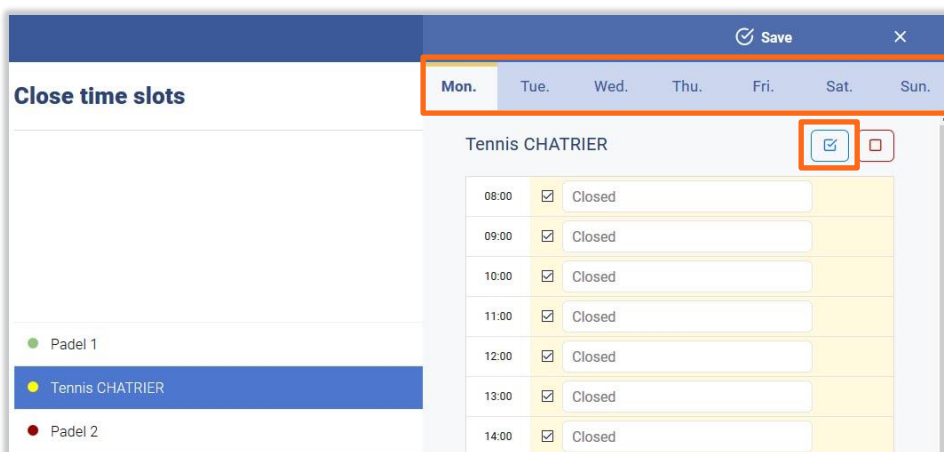 Save
Close time slots
Mon. Tue. Wed. Thu. Fri. Sat. Sun.
Tennis CHATRIER
08:00 Closed
09:00 Closed
10:00 Closed
11:00 Closed
12:00 Closed
13:00 Closed
14:00 Closed
Padel 1
Tennis CHATRIER
Padel 2